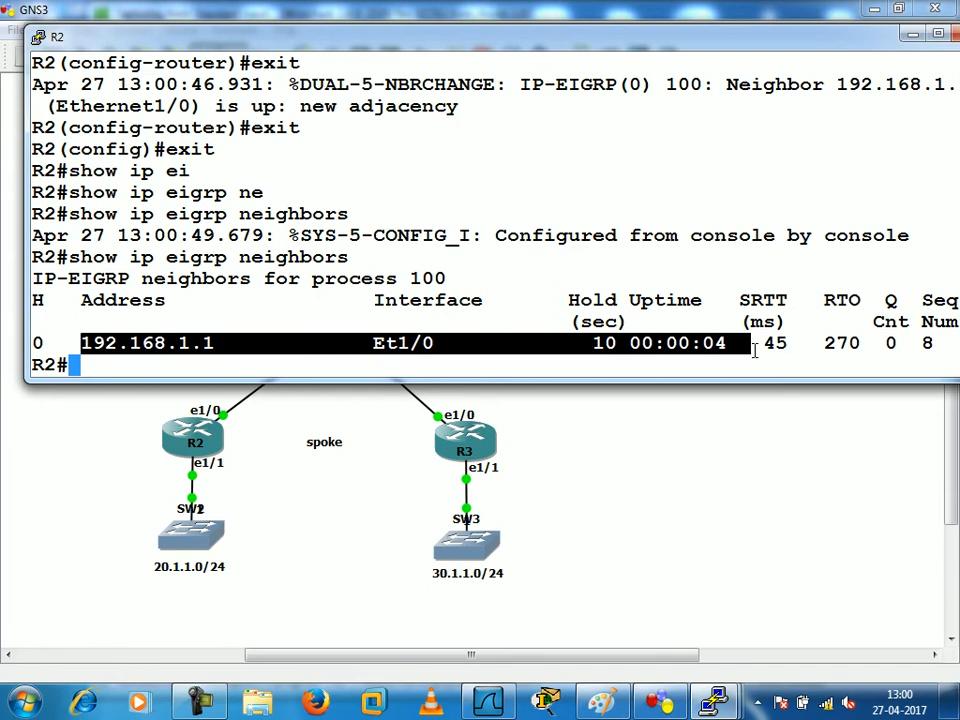 GNS3
R2
R2(config-router)#exit
Apr 27 13:00:46.931: %DUAL-5-NBRCHANGE: IP-EIGRP(0) 100: Neighbor 192.168.1.
(Ethernet1/0) is up: new adjacency
R2(config-router)#exit
R2(config)#exit
R2#show ip ei
R2#show ip eigrp ne
R2#show ip eigrp neighbors
Apr 27 13:00:49.679: %SYS-5-CONFIG_I: Configured from console by console
R2#show ip eigrp neighbors
IP-EIGRP neighbors for process 100
H Address Interface Hold Uptime SRTT RTO Q Seq
(sec) (ms) Cnt Num
0 192.168.1.1 Et1/0 10 00:00:04 45 270 0 8
R2#
e1/0 e1/0
R2 spoke R3
e1/1 e1/1
SW3
20.1.1.0/24 30.1.1.0/24
13:00
27-04-2017